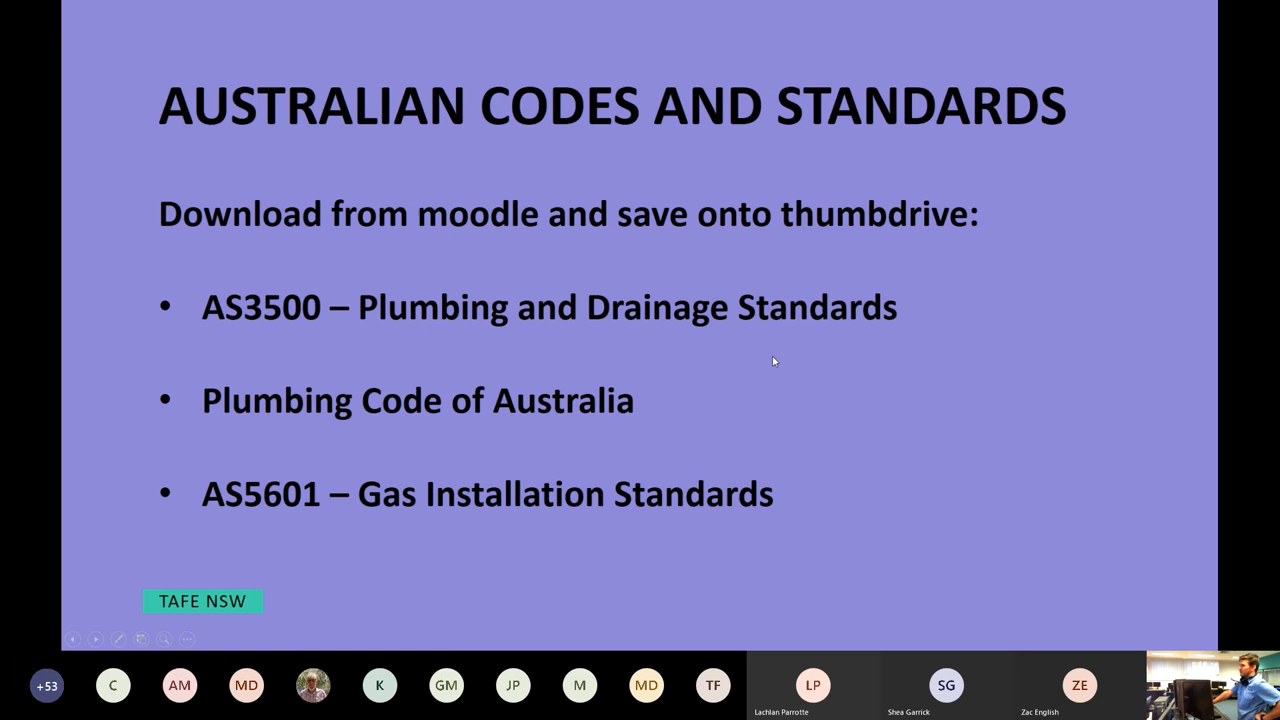 AUSTRALIAN CODES AND STANDARDS
Download from moodle and save onto thumbdrive:
• AS3500 – Plumbing and Drainage Standards
• Plumbing Code of Australia
• AS5601 – Gas Installation Standards
TAFE NSW
+53
C
AM
MD
K
GM
JP
M
MD
TF
LP
SG
ZE
Lachlan Parrotte
Shea Garrick
Zac English